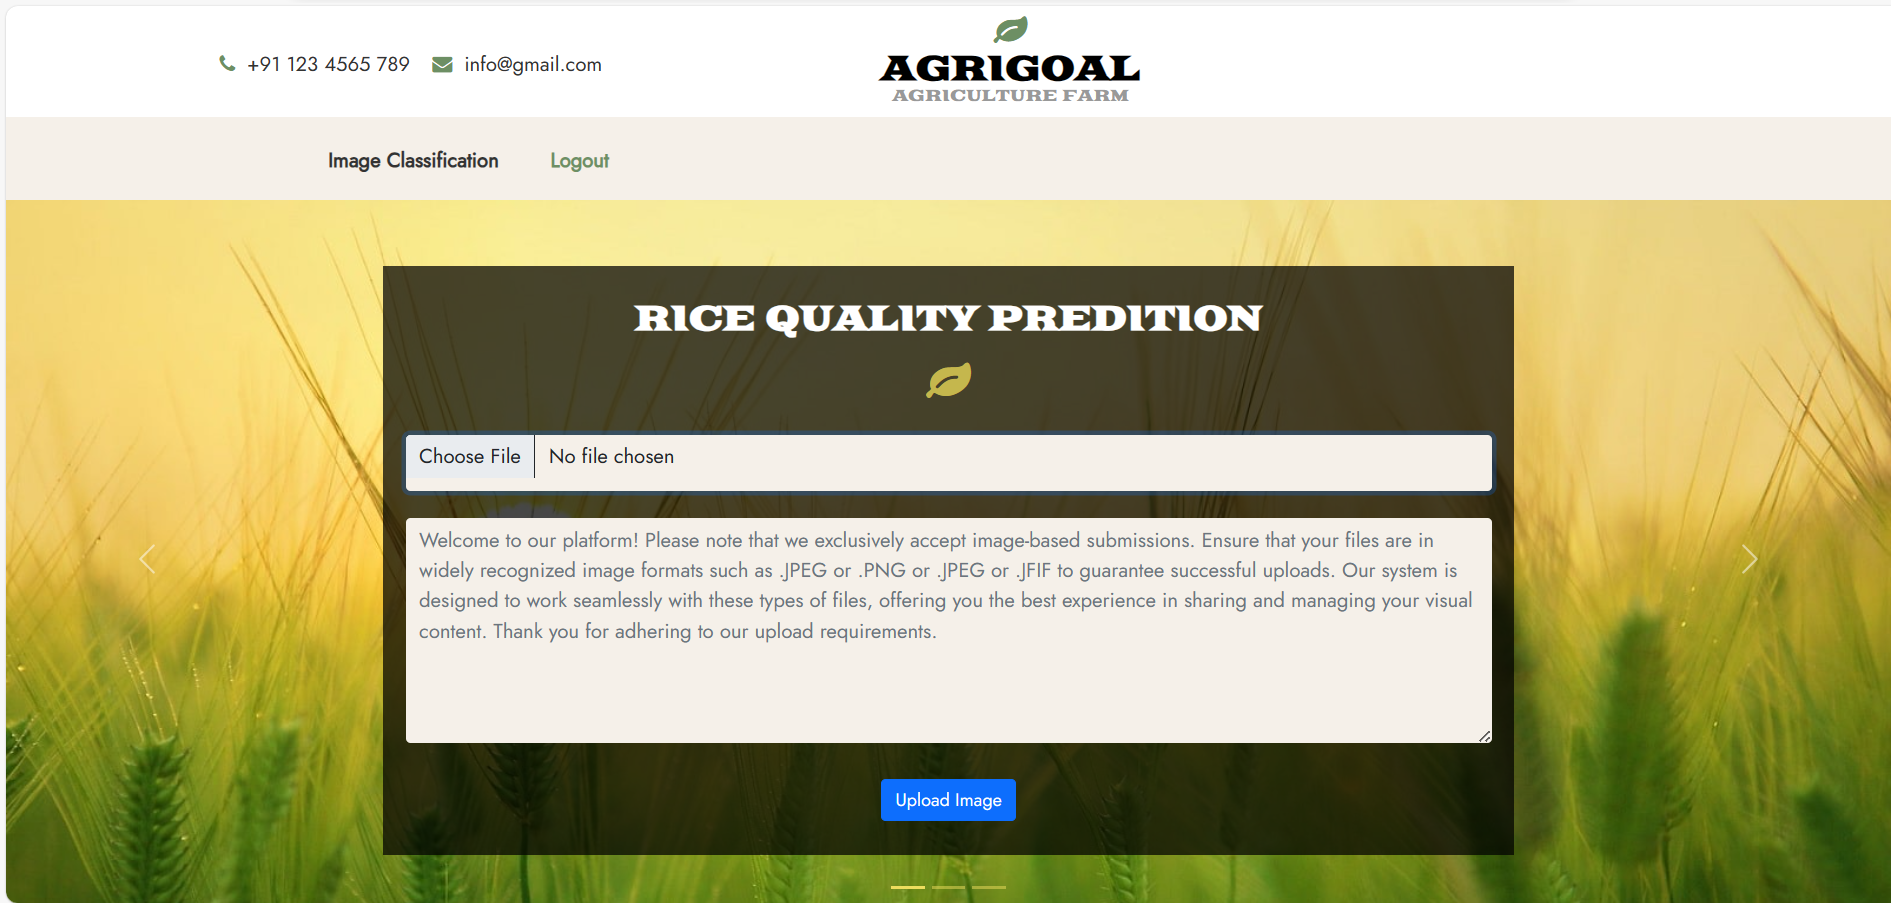 +91 123 4565 789 info@gmail.com
AGRIGOAL
AGRICULTURE FARM
Image Classification Logout
RICE QUALITY PREDITION
Choose File No file chosen
Welcome to our platform! Please note that we exclusively accept image-based submissions. Ensure that your files are in
widely recognized image formats such as .JPEG or .PNG or .JPEG or .JFIF to guarantee successful uploads. Our system is
designed to work seamlessly with these types of files, offering you the best experience in sharing and managing your visual
content. Thank you for adhering to our upload requirements.
Upload Image